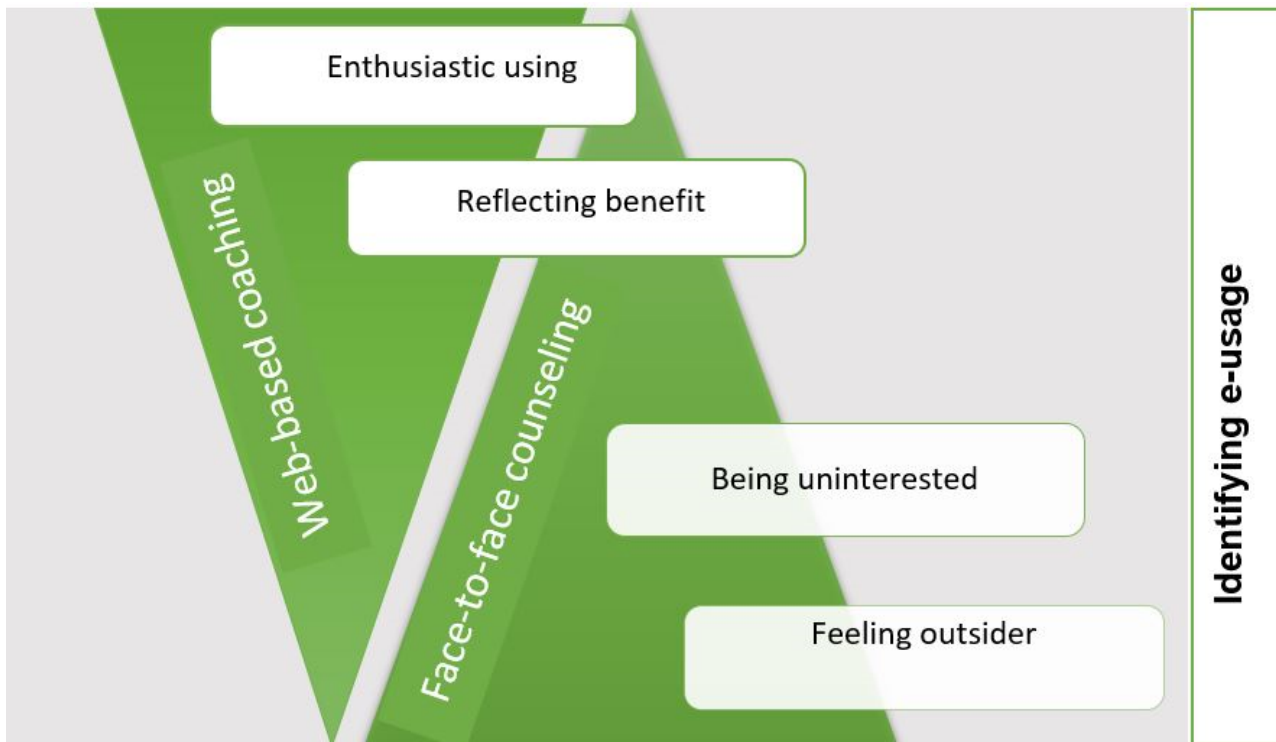 Enthusiastic using
Reflecting benefit
Web-based coaching
Face-to-face counseling
Being uninterested
Feeling outsider
Identifying e-usage